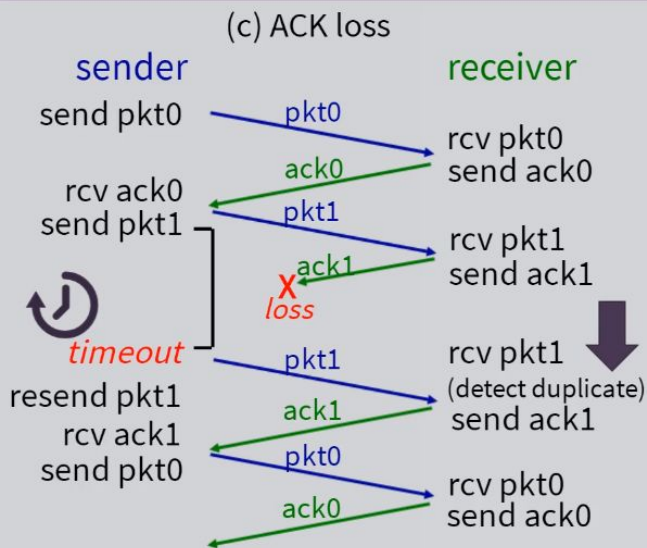 (c) ACK loss
sender
receiver
send pkt0
pkt0
rcv pkt0
send ack0
ack0
rcv ack0
send pkt1
pkt1
rcv pkt1
send ack1
ack1
X
loss
timeout
resend pkt1
pkt1
rcv pkt1
(detect duplicate)
send ack1
ack1
rcv ack1
send pkt0
pkt0
rcv pkt0
send ack0
ack0